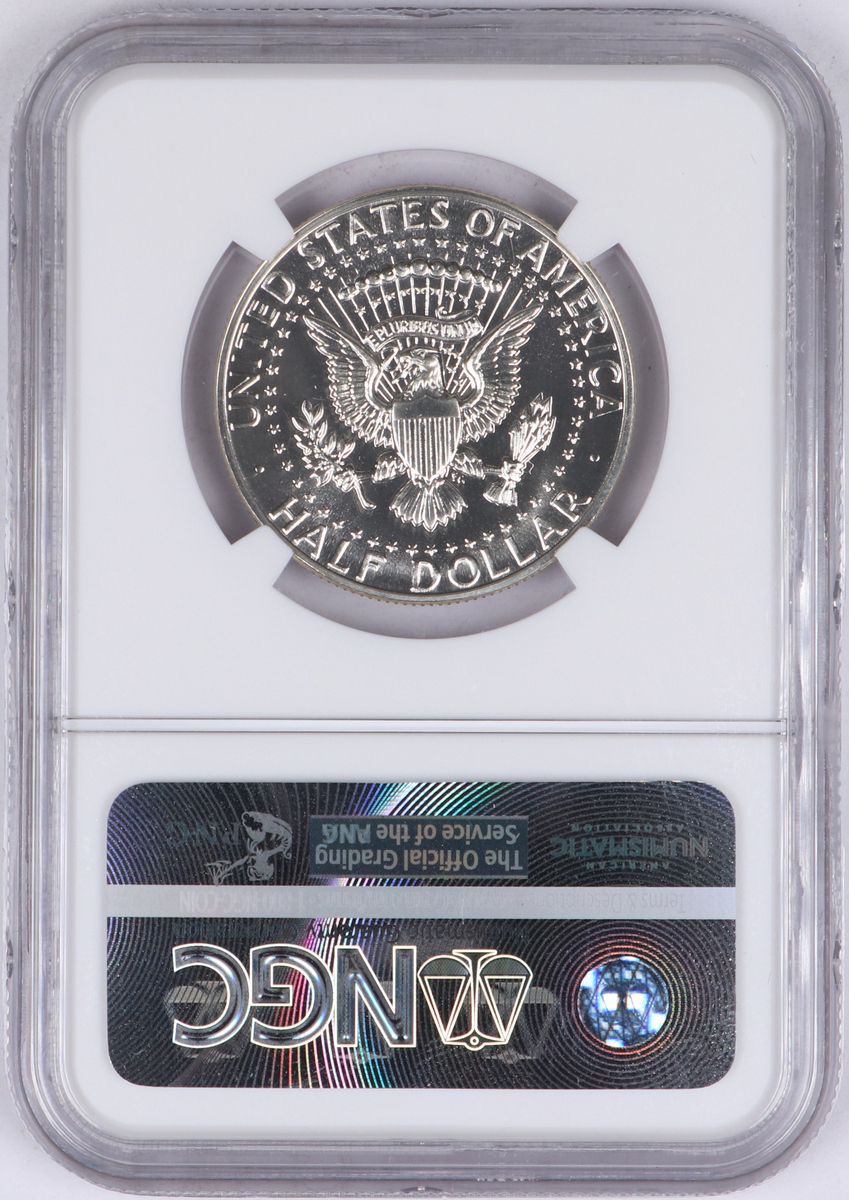 UNITED STATES OF AMERICA
E PLURIBUS UNUM
HALF DOLLAR
NGC
The Official Grading
Service of the ANA
AMERICAN
NUMISMATIC
ASSOCIATION
PNG